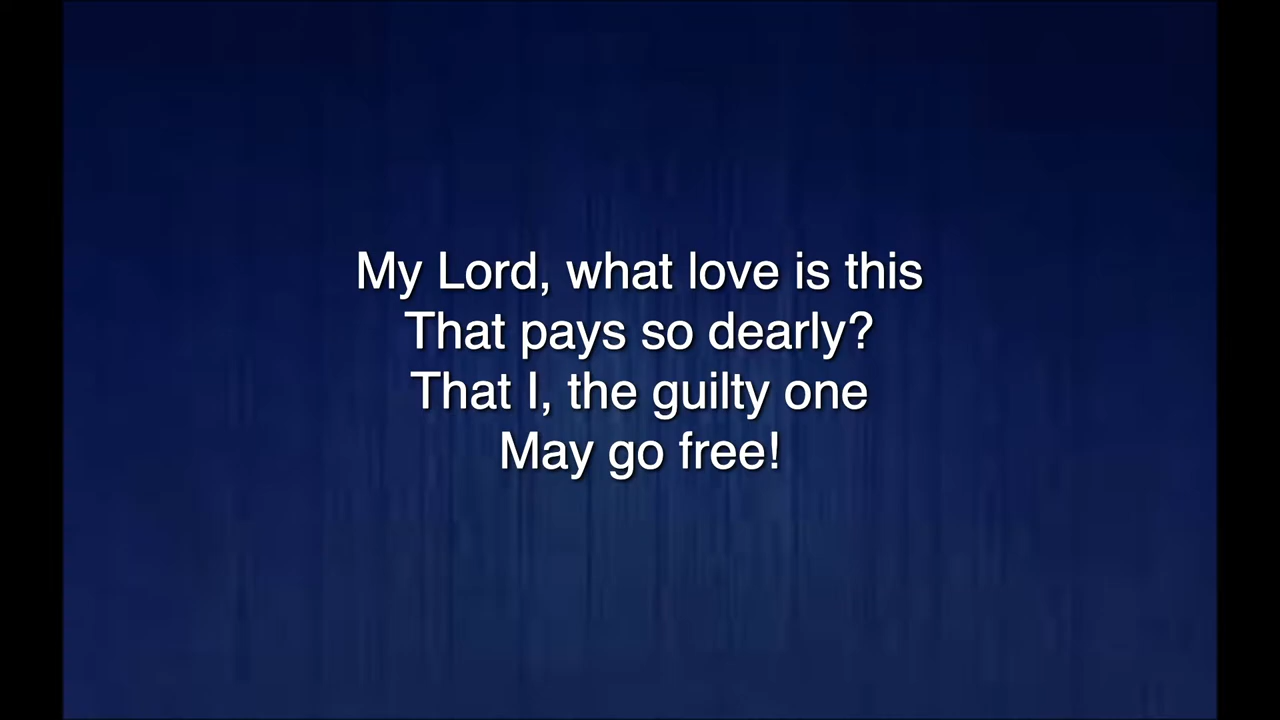 My Lord, what love is this
That pays so dearly?
That I, the guilty one
May go free!